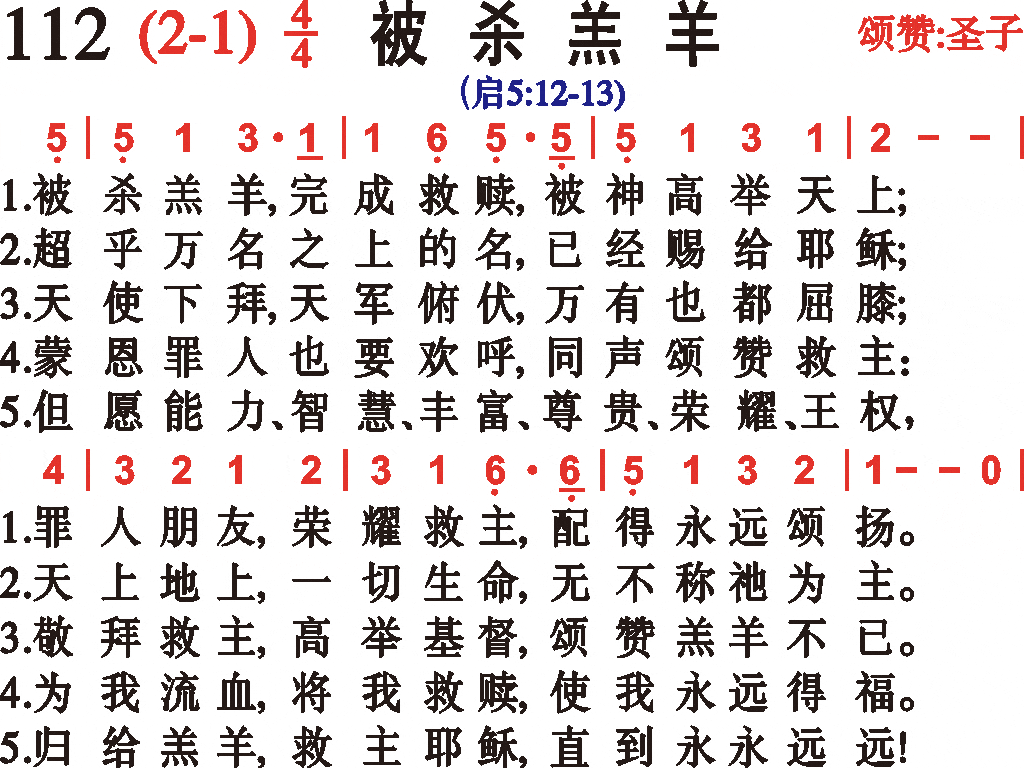 112 (2-1) 4/4 被杀羔羊 颂赞:圣子
(启5:12-13)
5̣ | 5̣ 1 3 · 1̲ | 1 6̣ 5̣ · 5̣̲ | 5̣ 1 3 1 | 2 – – |
1.被杀羔羊,完成救赎,被神高举天上;
2.超乎万名之上的名,已经赐给耶稣;
3.天使下拜,天军俯伏,万有也都屈膝;
4.蒙恩罪人也要欢呼,同声颂赞救主:
5.但愿能力、智慧、丰富、尊贵、荣耀、王权,
4 | 3 2 1 2 | 3 1 6̣ · 6̣̲ | 5̣ 1 3 2 | 1 – – 0 |
1.罪人朋友,荣耀救主,配得永远颂扬。
2.天上地上,一切生命,无不称祂为主。
3.敬拜救主,高举基督,颂赞羔羊不已。
4.为我流血,将我救赎,使我永远得福。
5.归给羔羊,救主耶稣,直到永永远远!